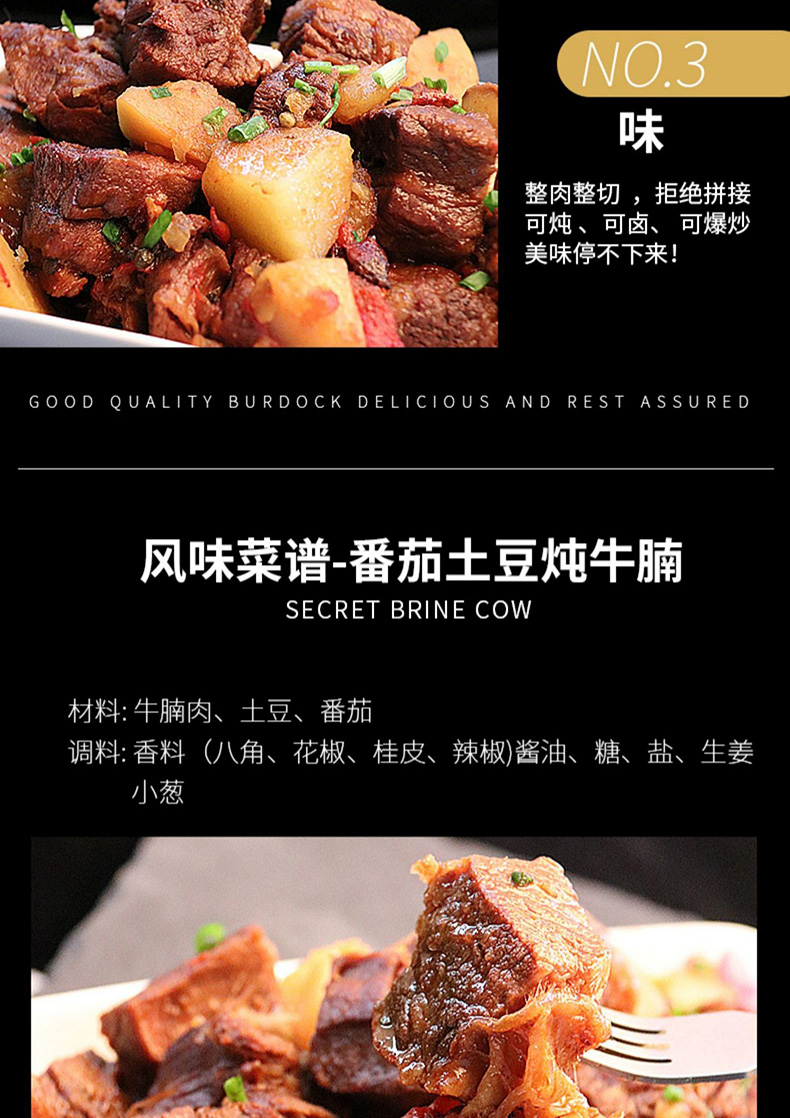 NO.3
味
整肉整切 ，拒绝拼接
可炖 、可卤、 可爆炒
美味停不下来！
GOOD QUALITY BURDOCK DELICIOUS AND REST ASSURED
风味菜谱-番茄土豆炖牛腩
SECRET BRINE COW
材料: 牛腩肉、土豆、番茄
调料: 香料（八角、花椒、桂皮、辣椒)酱油、糖、盐、生姜
小葱